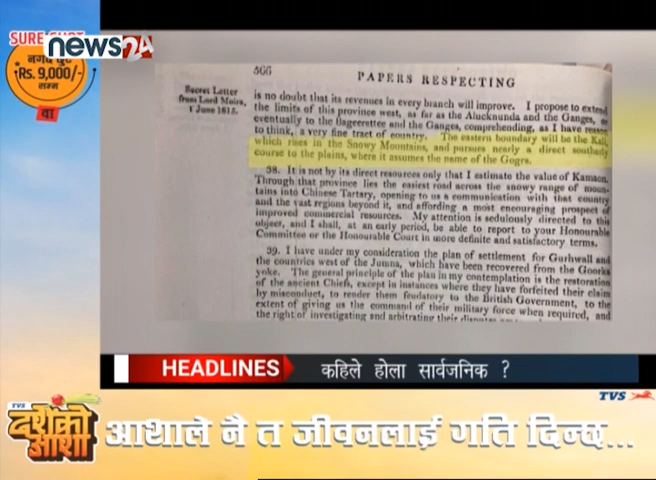 SURE SHOT
news24
नगद छुट
Rs. 9,000/-
सम्म
वा
566
PAPERS RESPECTING
Secret Letter
from Lord Moira,
1 June 1815.
is no doubt that its revenues in every branch will improve. I propose to extend
the limits of this province west, as far as the Alucknunda and the Ganges, or
eventually to the Bageerettee and the Ganges, comprehending, as I have reason
to think, a very fine tract of country. The eastern boundary will be the Kali,
which rises in the Snowy Mountains, and pursues nearly a direct southerly
course to the plains, where it assumes the name of the Gogra.
38. It is not by its direct resources only that I estimate the value of Kamaon.
Through that province lies the easiest road across the snowy range of moun-
tains into Chinese Tartary, opening to us a communication with that country
and the vast regions beyond it, and affording a most encouraging prospect of
improved commercial resources. My attention is sedulously directed to this
object, and I shall, at an early period, be able to report to your Honourable
Committee or the Honourable Court in more definite and satisfactory terms.
39. I have under my consideration the plan of settlement for Gurhwall and
the countries west of the Jumna, which have been recovered from the Goorka
yoke. The general principle of the plan in my contemplation is the restoration
of the ancient Chiefs, except in instances where they have forfeited their claim
by misconduct, to render them feudatory to the British Government, to the
extent of giving us the command of their military force when required, and
the right of investigating and arbitrating their disputes
HEADLINES
कहिले होला सार्वजनिक ?
TVS
TVS
दशैंको
आशा
आशाले नै त जीवनलाई गति दिन्छ...